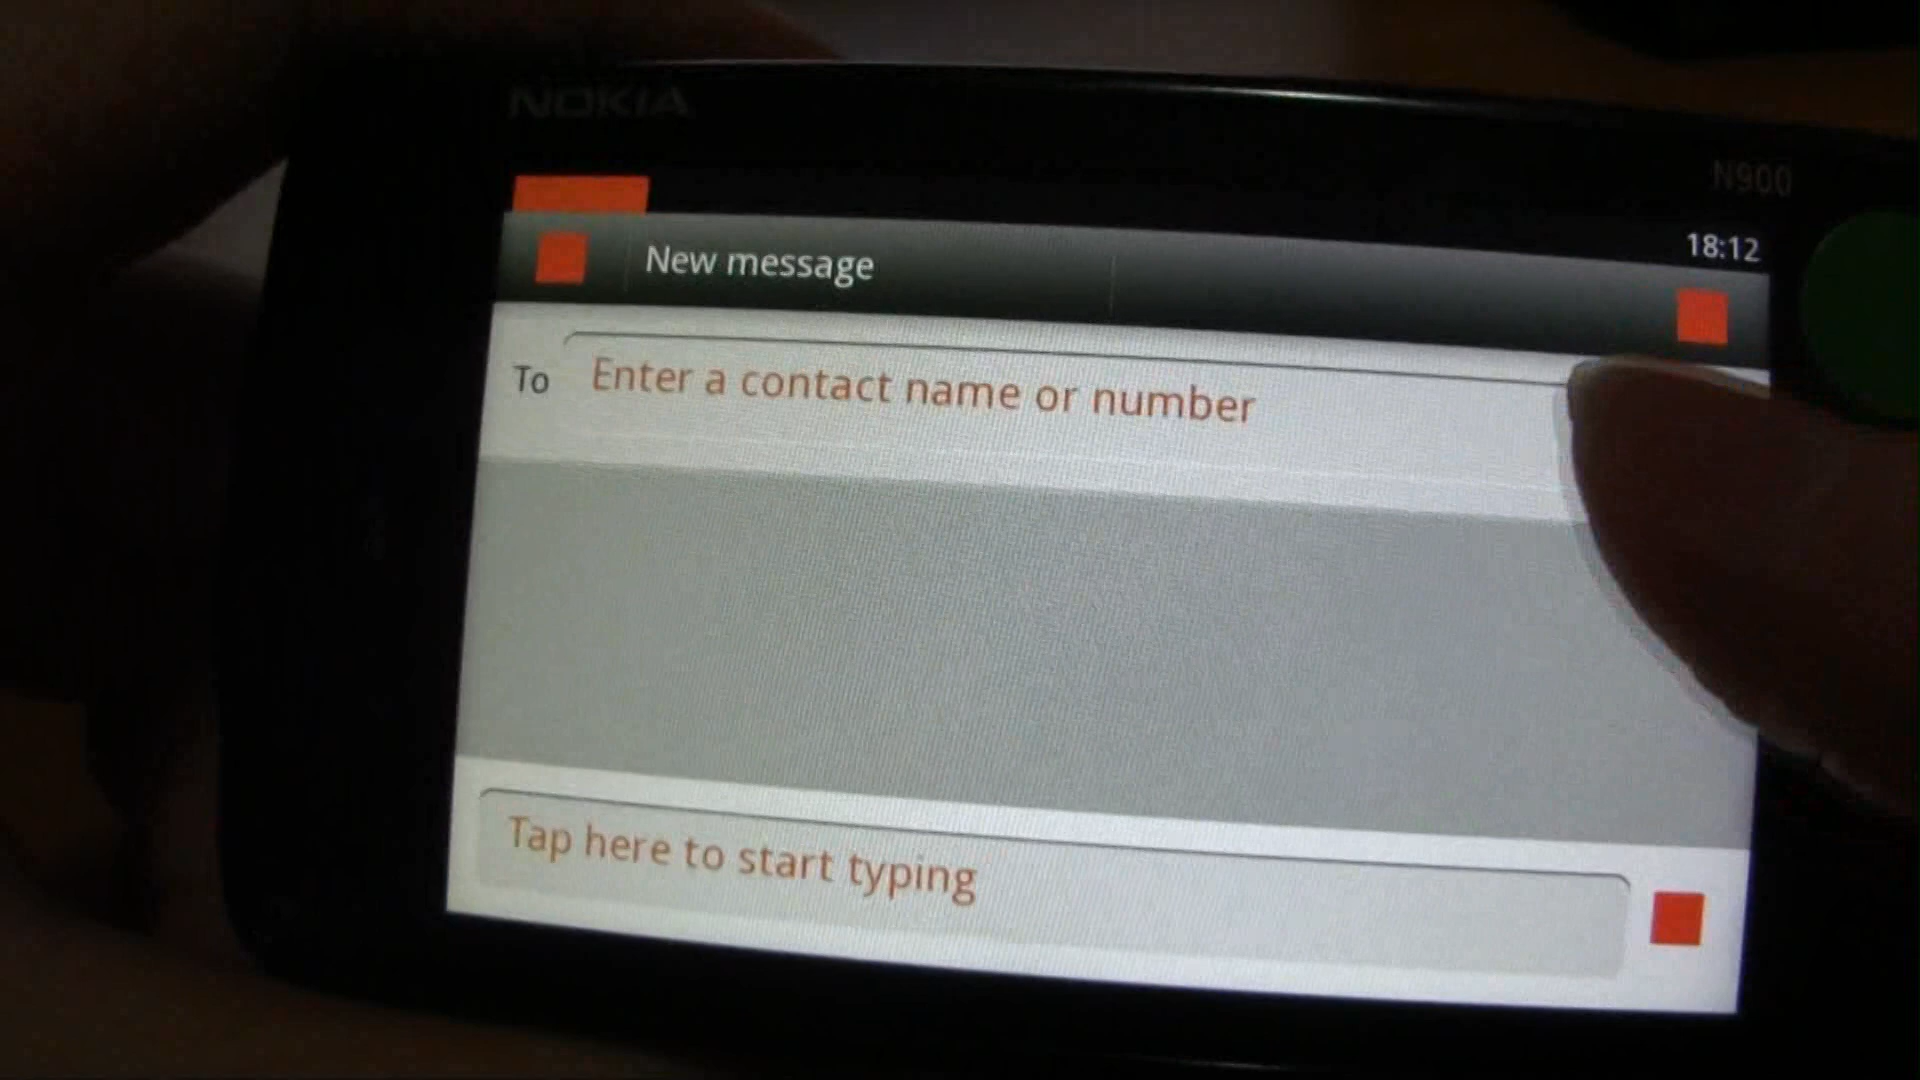 NOKIA
N900
18:12
New message
To
Enter a contact name or number
Tap here to start typing